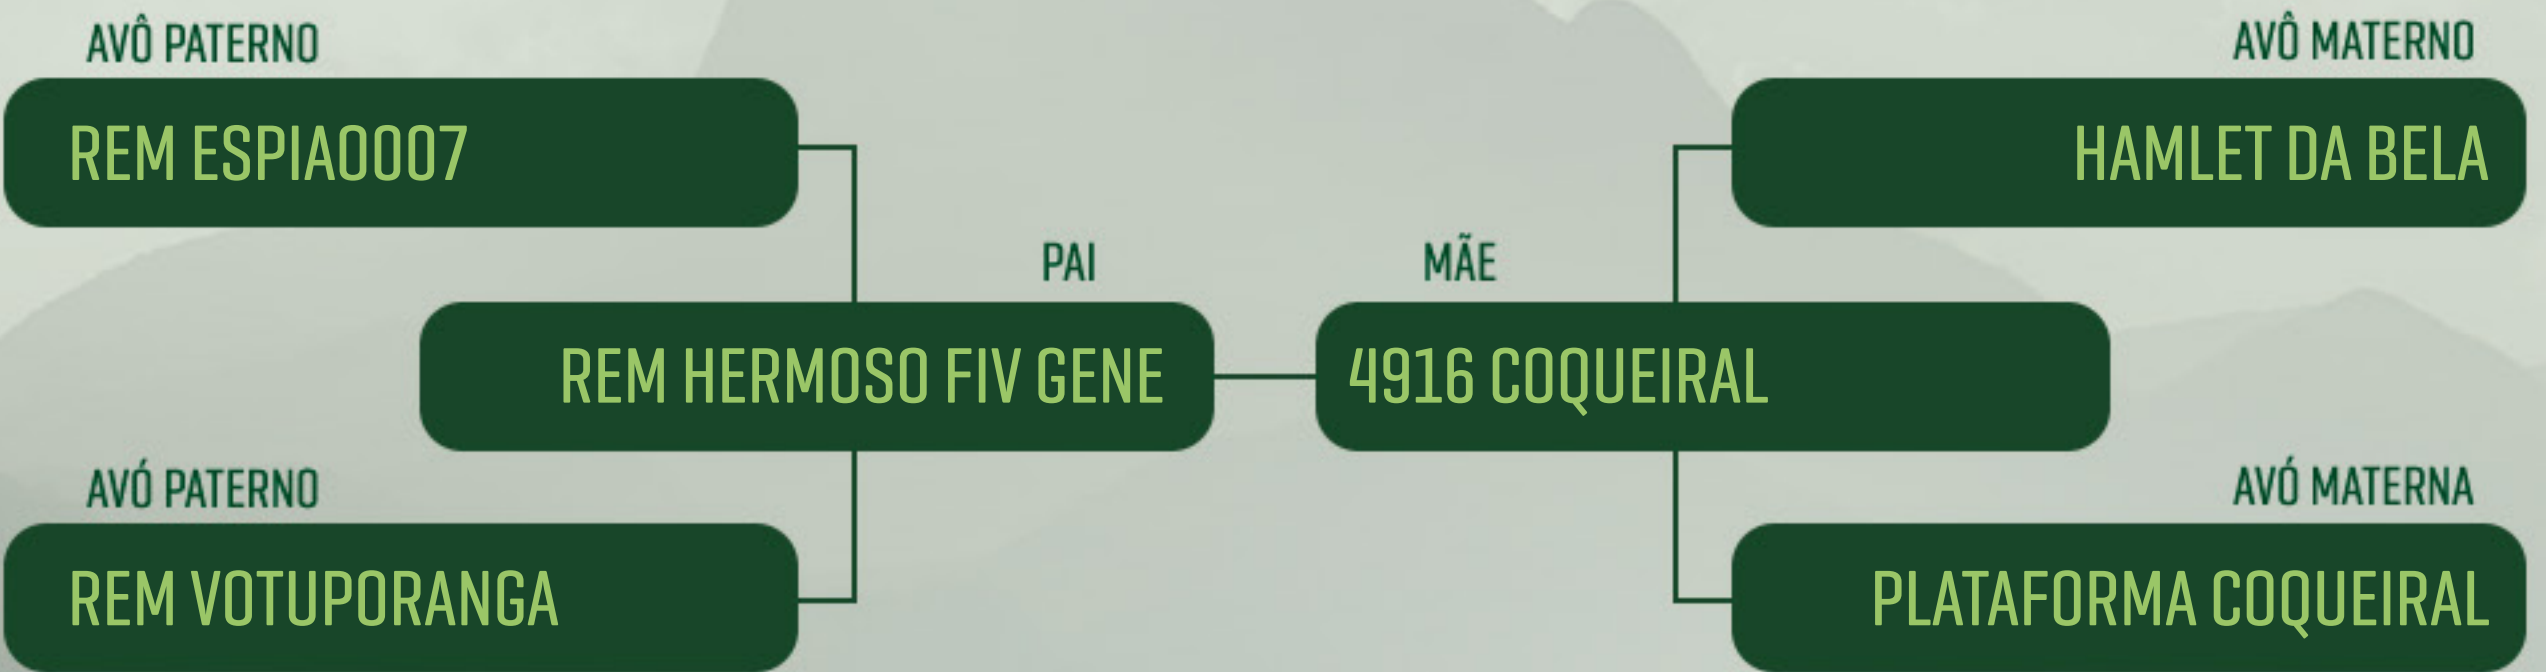 AVÔ PATERNO
AVÔ MATERNO
REM ESPIA0007
HAMLET DA BELA
PAI
MÃE
REM HERMOSO FIV GENE
4916 COQUEIRAL
AVÓ PATERNO
AVÓ MATERNA
REM VOTUPORANGA
PLATAFORMA COQUEIRAL